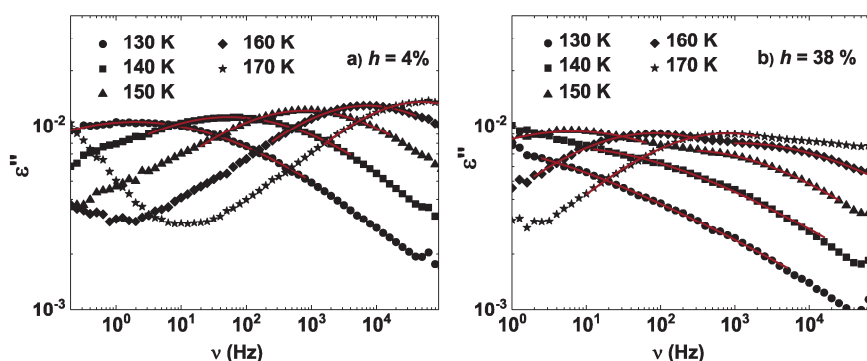 130 K
140 K
150 K
160 K
170 K
a) h = 4%
10⁻²
10⁻³
ε''
10⁰ 10¹ 10² 10³ 10⁴
ν (Hz)
130 K
140 K
150 K
160 K
170 K
b) h = 38 %
10⁻²
10⁻³
ε''
10⁰ 10¹ 10² 10³ 10⁴
ν (Hz)